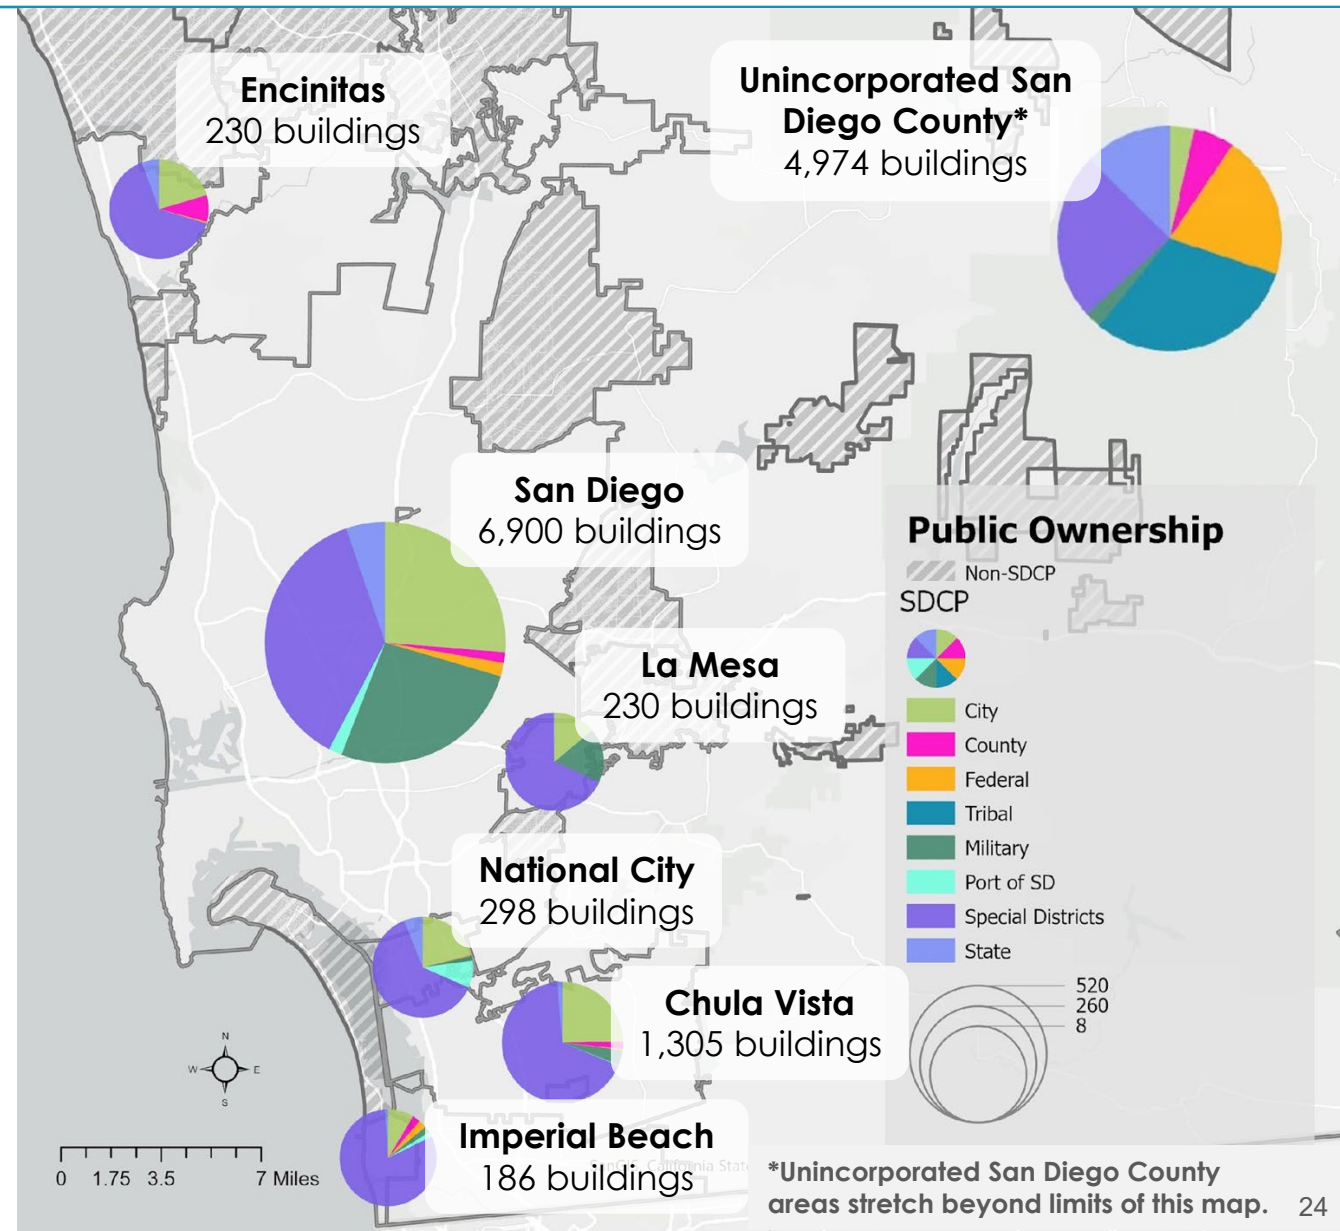 Encinitas
230 buildings
Unincorporated San
Diego County*
4,974 buildings
San Diego
6,900 buildings
La Mesa
230 buildings
National City
298 buildings
Chula Vista
1,305 buildings
Imperial Beach
186 buildings
Public Ownership
Non-SDCP
SDCP
City
County
Federal
Tribal
Military
Port of SD
Special Districts
State
520
260
8
N
W E
S
0 1.75 3.5 7 Miles
California State
*Unincorporated San Diego County
areas stretch beyond limits of this map.
24